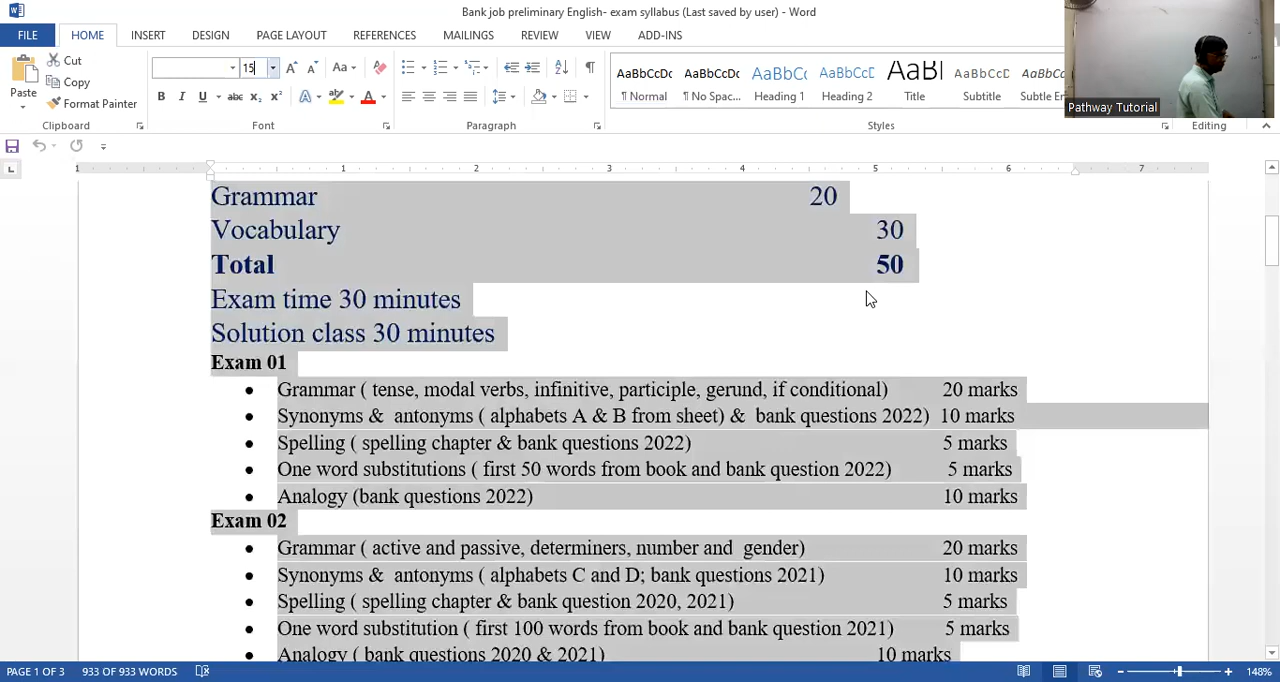 Bank job preliminary English- exam syllabus (Last saved by user) - Word
FILE HOME INSERT DESIGN PAGE LAYOUT REFERENCES MAILINGS REVIEW VIEW ADD-INS
Cut
Copy
Format Painter
Paste
15
Clipboard Font Paragraph Styles Editing
AaBbCcDc AaBbCcDc AaBbCc AaBbCcD AaBl AaBbCcD
¶ Normal ¶ No Spac... Heading 1 Heading 2 Title Subtitle Subtle Em
Pathway Tutorial
1 1 2 3 4 5 6 7
Grammar 20
Vocabulary 30
Total 50
Exam time 30 minutes
Solution class 30 minutes
Exam 01
• Grammar ( tense, modal verbs, infinitive, participle, gerund, if conditional) 20 marks
• Synonyms & antonyms ( alphabets A & B from sheet) & bank questions 2022) 10 marks
• Spelling ( spelling chapter & bank questions 2022) 5 marks
• One word substitutions ( first 50 words from book and bank question 2022) 5 marks
• Analogy (bank questions 2022) 10 marks
Exam 02
• Grammar ( active and passive, determiners, number and gender) 20 marks
• Synonyms & antonyms ( alphabets C and D; bank questions 2021) 10 marks
• Spelling ( spelling chapter & bank question 2020, 2021) 5 marks
• One word substitution ( first 100 words from book and bank question 2021) 5 marks
• Analogy ( bank questions 2020 & 2021) 10 marks
PAGE 1 OF 3 933 OF 933 WORDS 148%